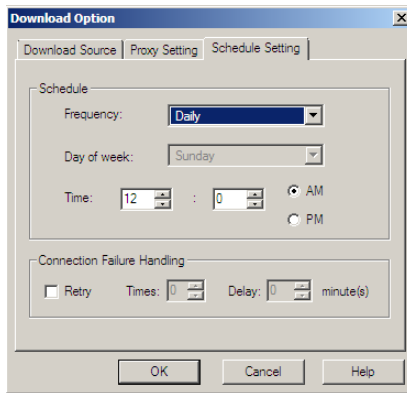 Download Option
Download Source Proxy Setting Schedule Setting
Schedule
Frequency: Daily
Day of week: Sunday
Time: 12 : 0 AM
PM
Connection Failure Handling
Retry Times: 0 Delay: 0 minute(s)
OK Cancel Help